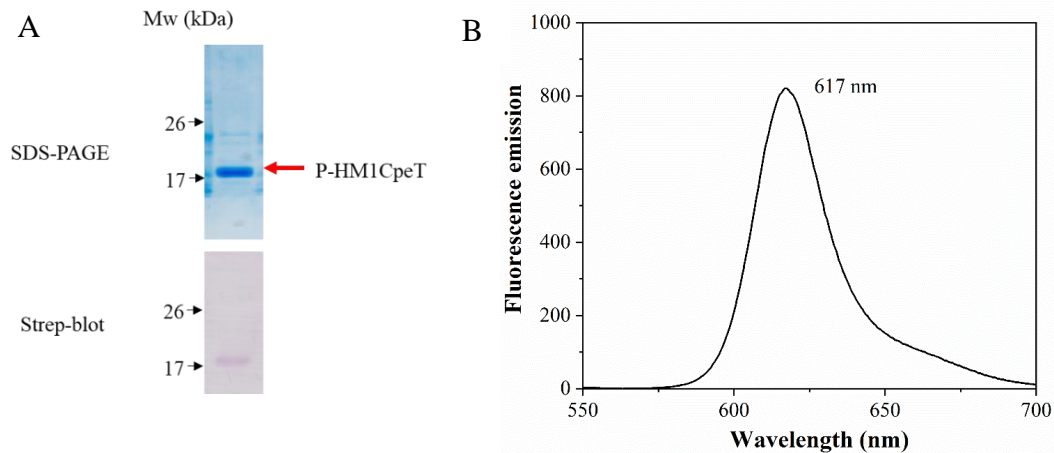 A
Mw (kDa)
26
SDS-PAGE
17
P-HM1CpeT
26
Strep-blot
17
B
1000
800
600
400
200
0
617 nm
Fluorescence emission
550
600
650
700
Wavelength (nm)